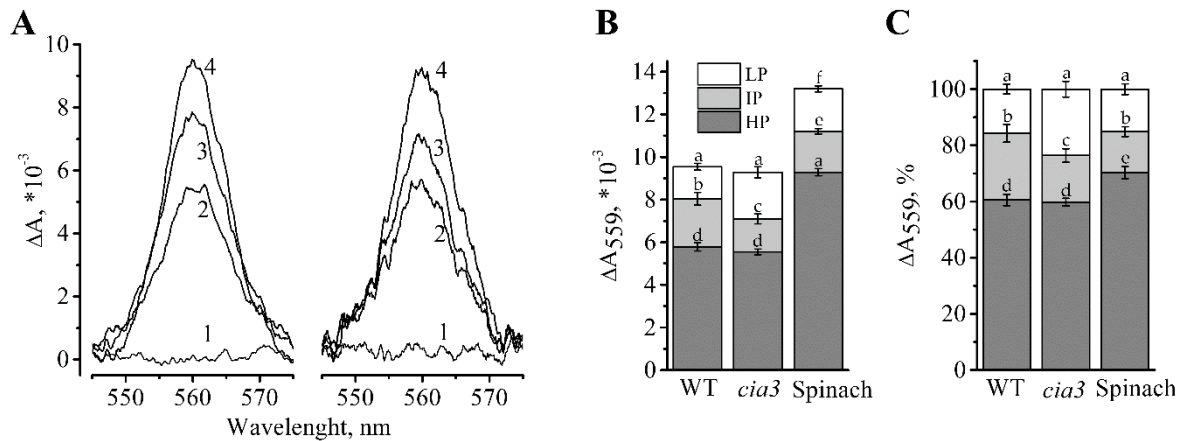 A
B
C
10
8
6
4
2
0
ΔA, *10-3
4
3
2
1
4
3
2
1
550
560
570
550
560
570
Wavelenght, nm
14
12
10
8
6
4
2
0
ΔA559, *10-3
LP
IP
HP
a
b
d
a
c
d
f
e
a
WT
cia3
Spinach
100
80
60
40
20
0
ΔA559, %
a
b
d
a
c
d
a
b
e
WT
cia3
Spinach